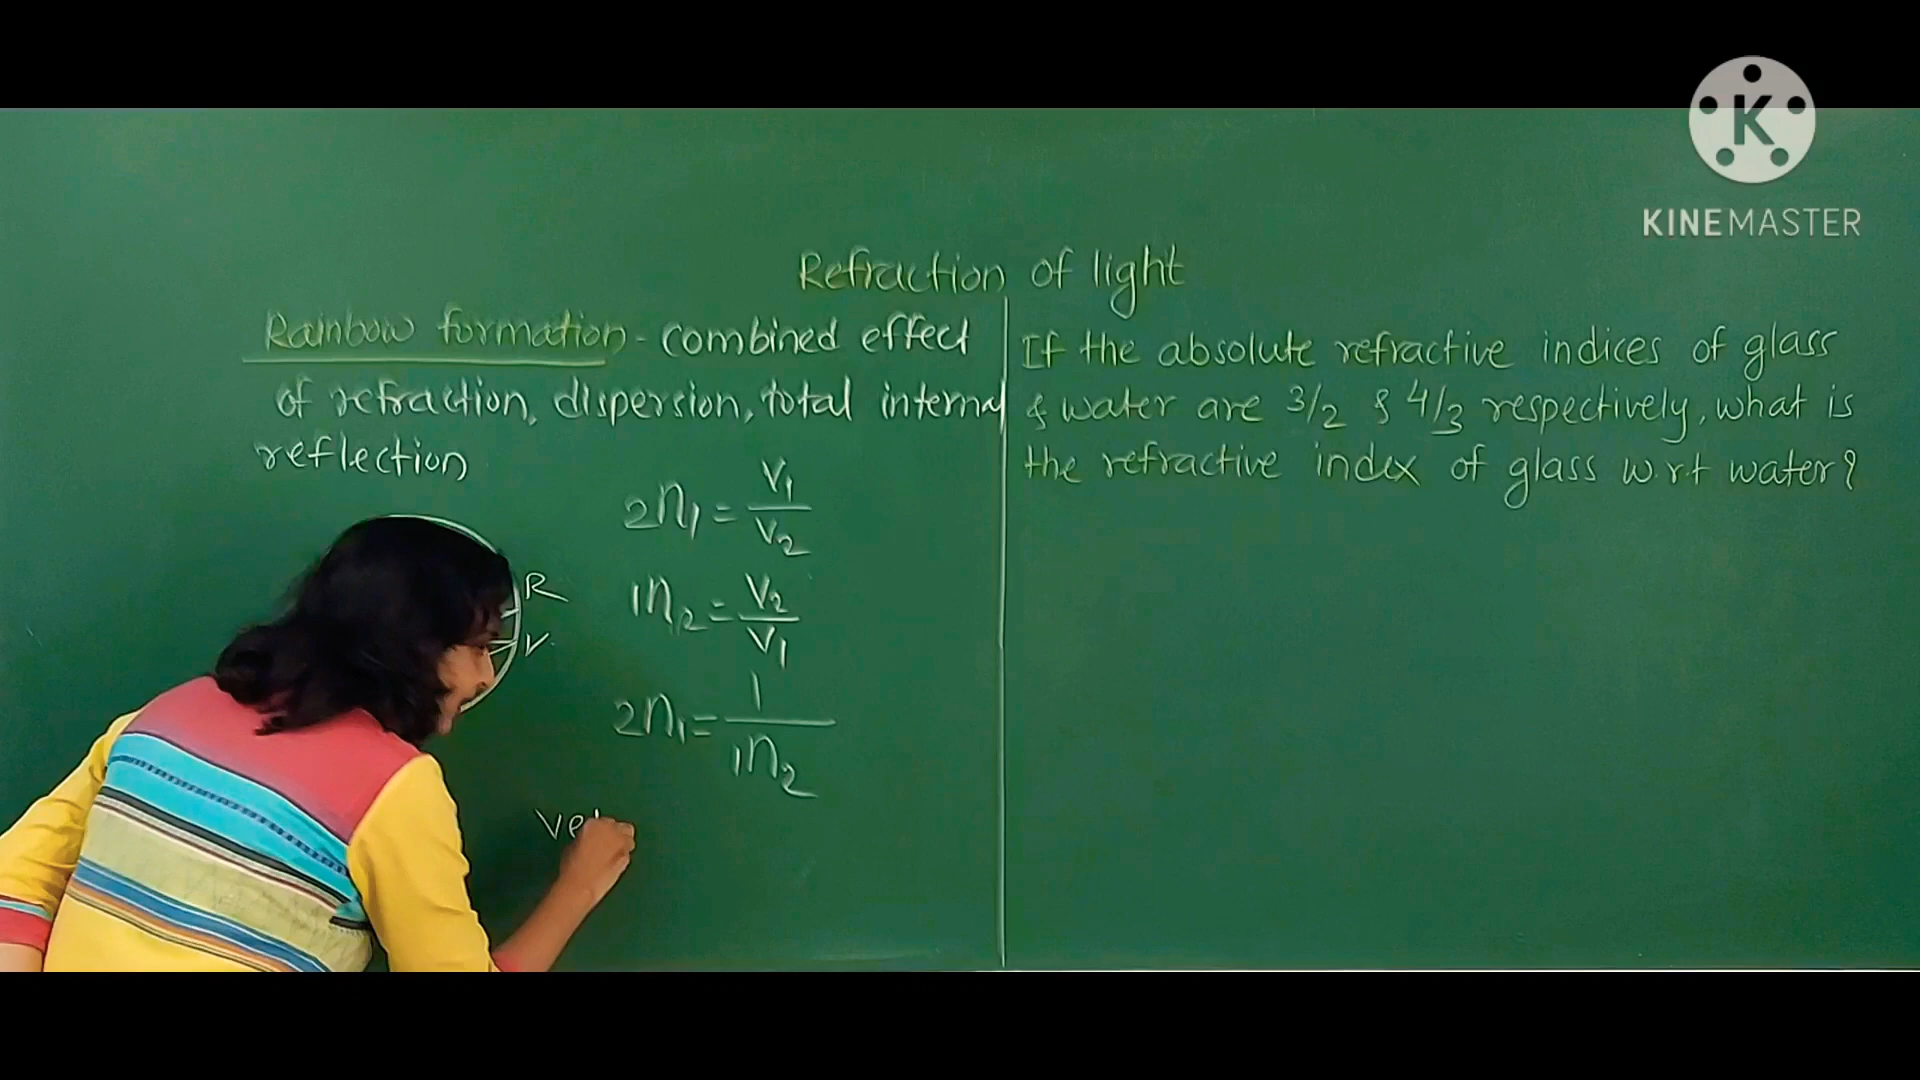 KINEMASTER
Refraction of light
Rainbow formation - combined effect
of refraction, dispersion, total internal
reflection
2n1 = v1/v2
1n2 = v2/v1
2n1 = 1/1n2
R
V
If the absolute refractive indices of glass
& water are 3/2 & 4/3 respectively, what is
the refractive index of glass w.r.t water?